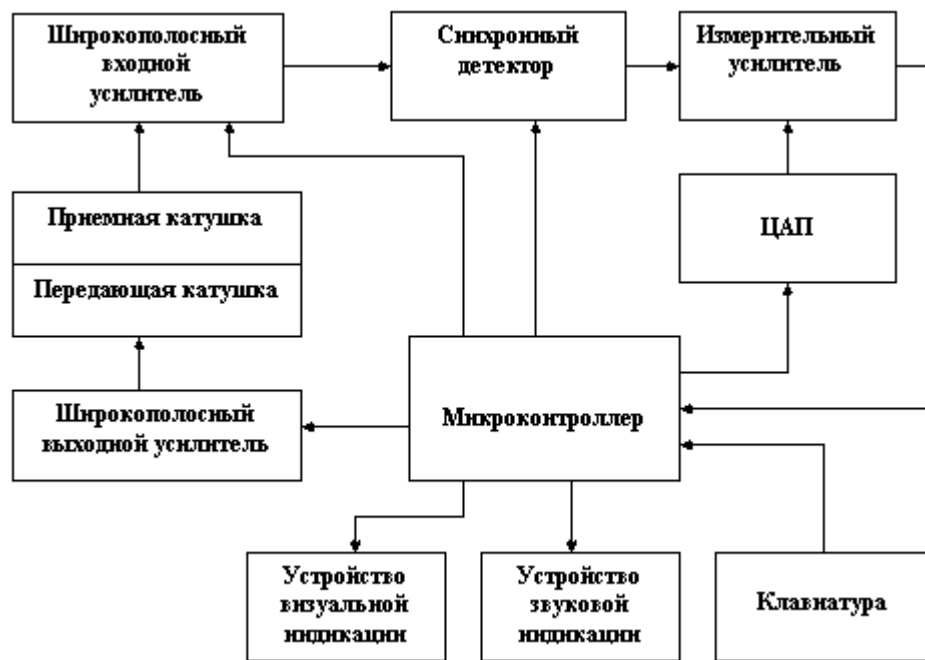 Широкополосный
входной
усилитель
Синхронный
детектор
Измерительный
усилитель
Приемная катушка
ЦАП
Передающая катушка
Широкополосный
выходной усилитель
Микроконтроллер
Устройство
визуальной
индикации
Устройство
звуковой
индикации
Клавиатура